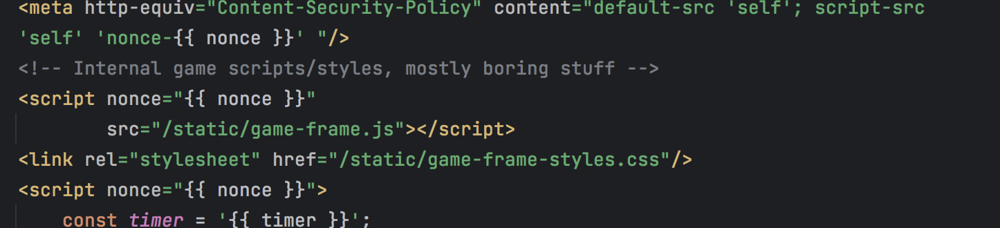 <meta http-equiv="Content-Security-Policy" content="default-src 'self'; script-src
'self' 'nonce-{{ nonce }}' "/>
<!-- Internal game scripts/styles, mostly boring stuff -->
<script nonce="{{ nonce }}"
src="/static/game-frame.js"></script>
<link rel="stylesheet" href="/static/game-frame-styles.css"/>
<script nonce="{{ nonce }}">
const timer = '{{ timer }}';